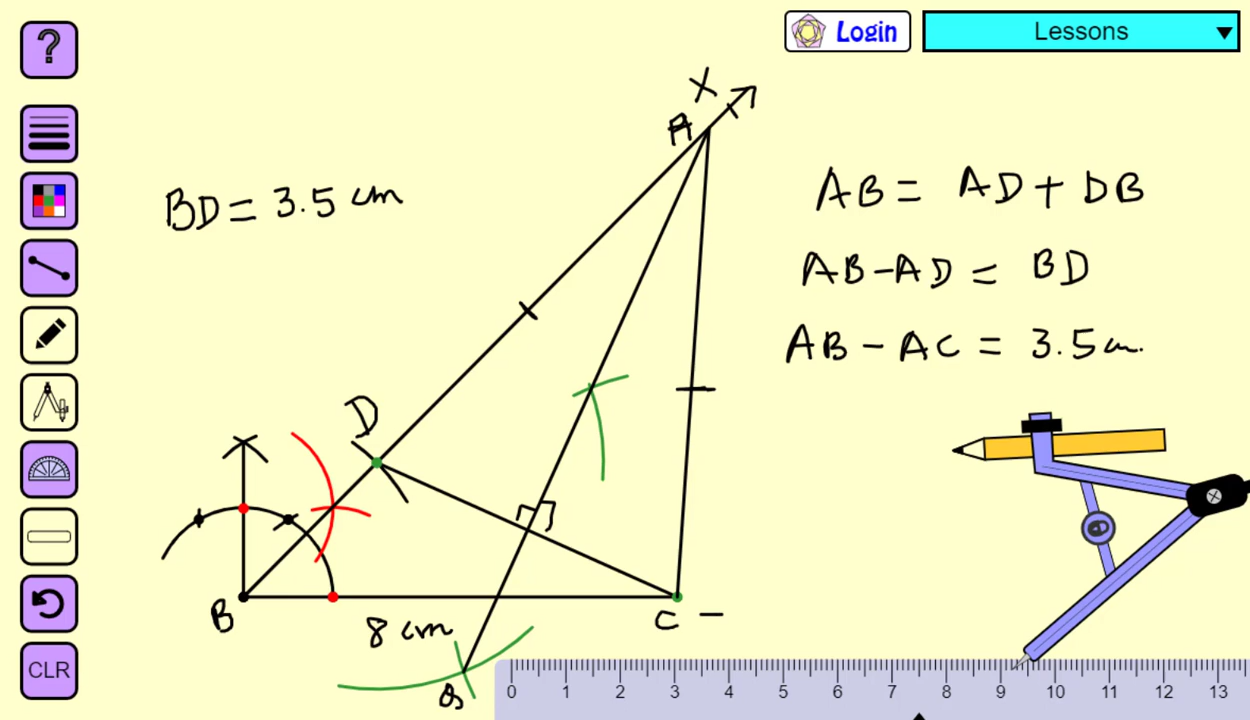 ?
Login
Lessons
X
A
BD = 3.5 cm
AB = AD + DB
AB - AD = BD
AB - AC = 3.5 cm.
D
B
C
8 cm
CLR
0 1 2 3 4 5 6 7 8 9 10 11 12 13